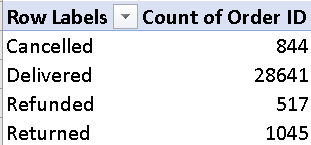 Row Labels Count of Order ID
Cancelled 844
Delivered 28641
Refunded 517
Returned 1045